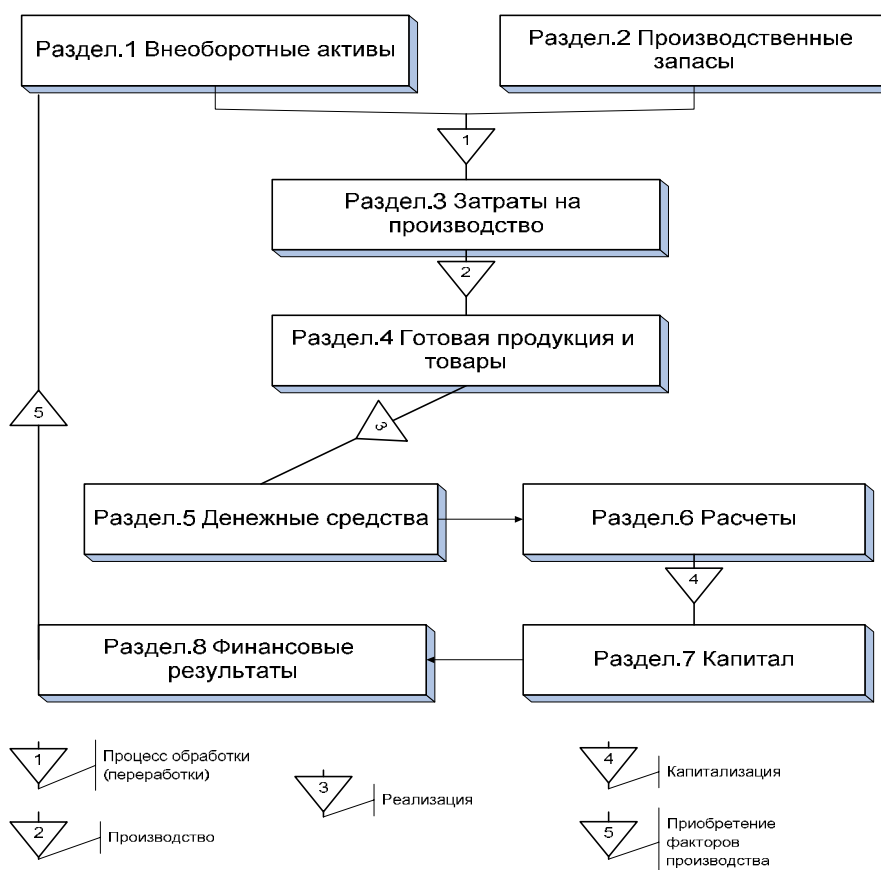 Раздел.1 Внеоборотные активы
Раздел.2 Производственные
запасы
1
Раздел.3 Затраты на
производство
2
Раздел.4 Готовая продукция и
товары
3
5
Раздел.5 Денежные средства
Раздел.6 Расчеты
4
Раздел.8 Финансовые
результаты
Раздел.7 Капитал
1
Процесс обработки
(переработки)
2
Производство
3
Реализация
4
Капитализация
5
Приобретение
факторов
производства